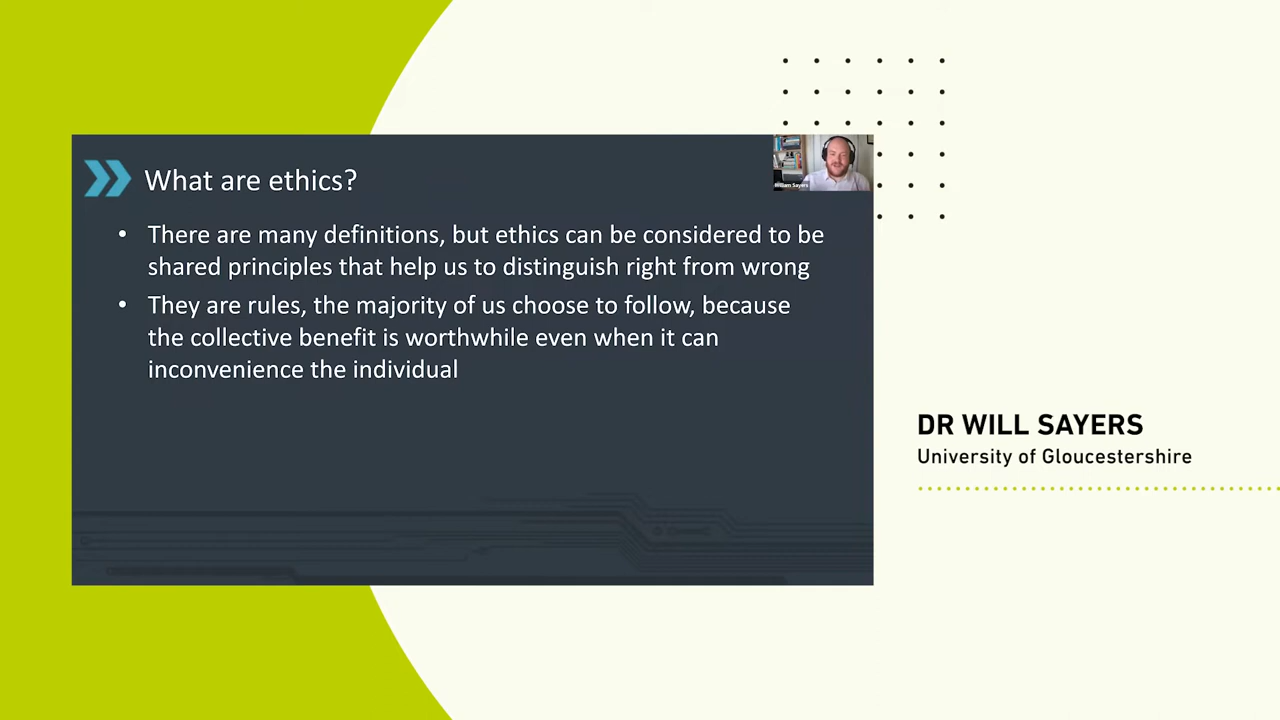 What are ethics?
William Sayers
• There are many definitions, but ethics can be considered to be
shared principles that help us to distinguish right from wrong
• They are rules, the majority of us choose to follow, because
the collective benefit is worthwhile even when it can
inconvenience the individual
DR WILL SAYERS
University of Gloucestershire